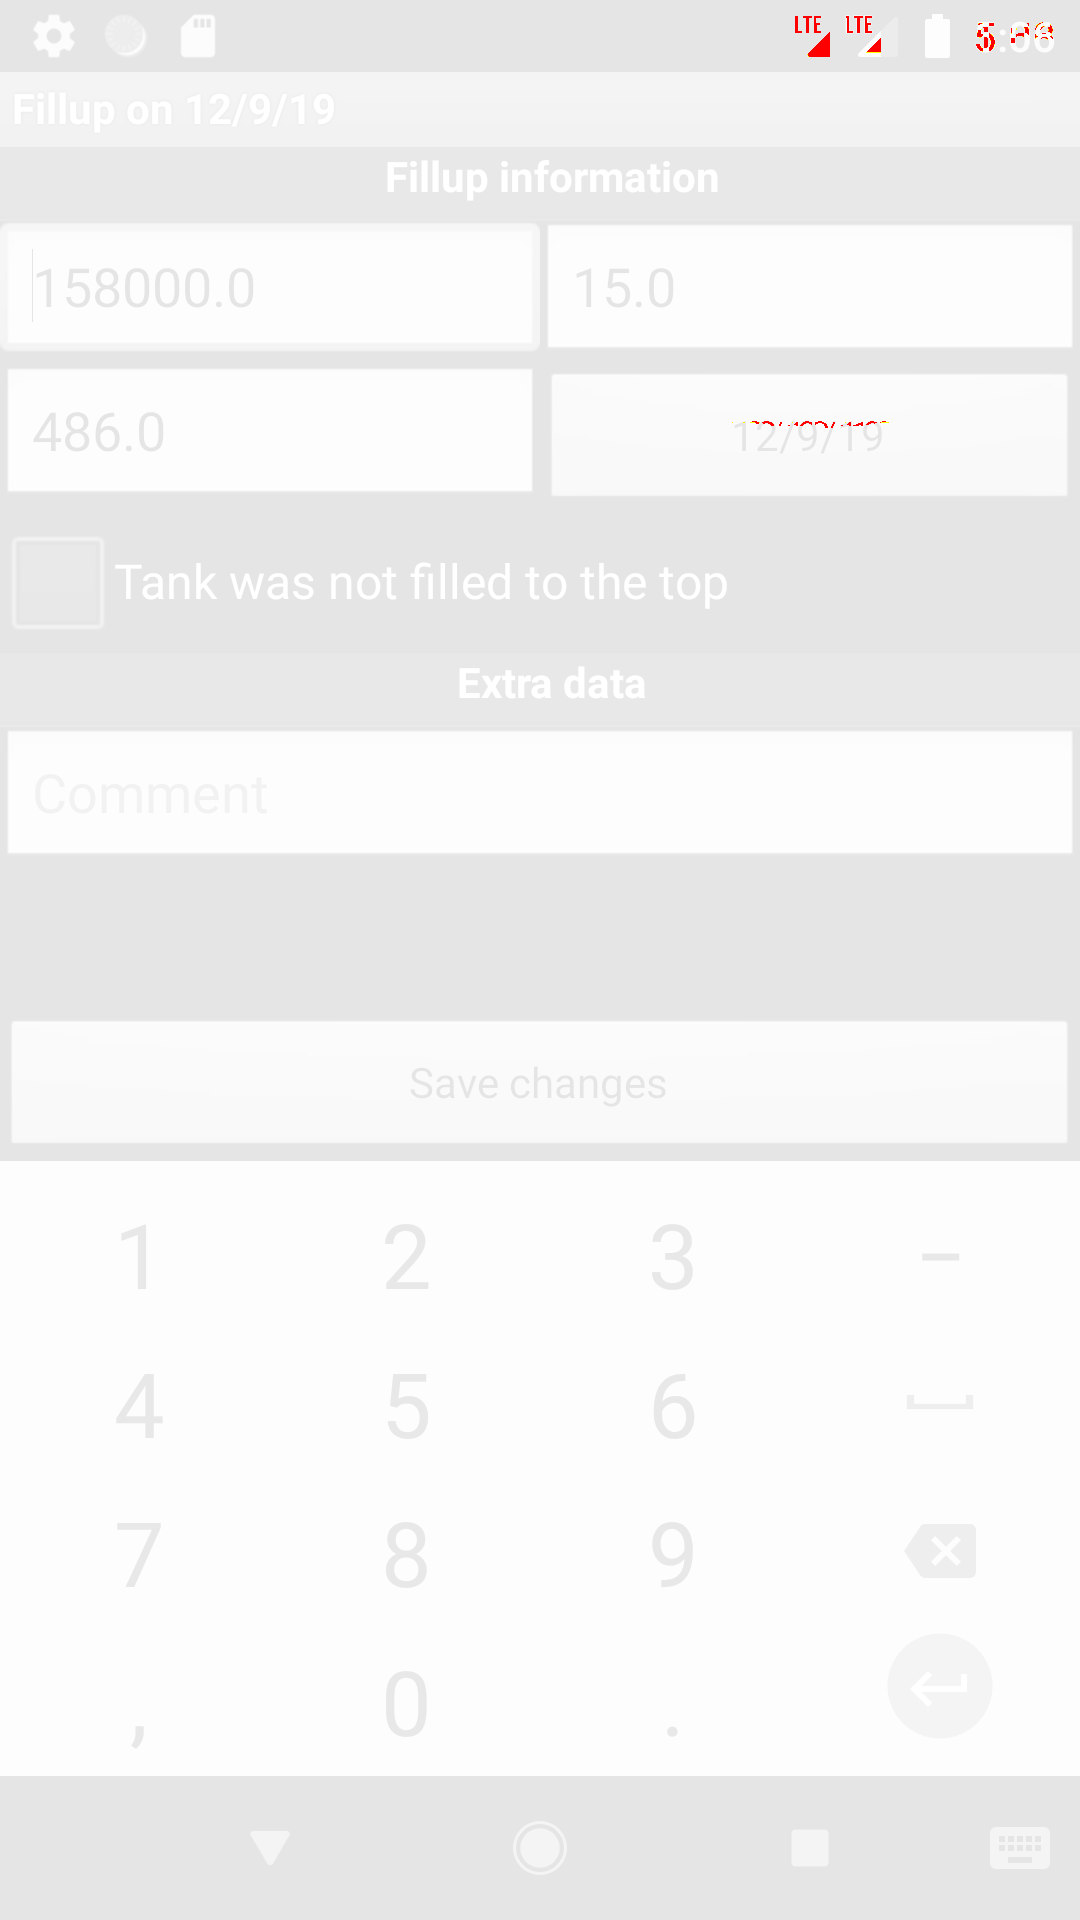 LTE LTE
Fillup on 12/9/19
Fillup information
158000.0 15.0
486.0 12/9/19
Tank was not filled to the top
Extra data
Comment
Save changes
1 2 3 −
4 5 6
7 8 9
, 0 .